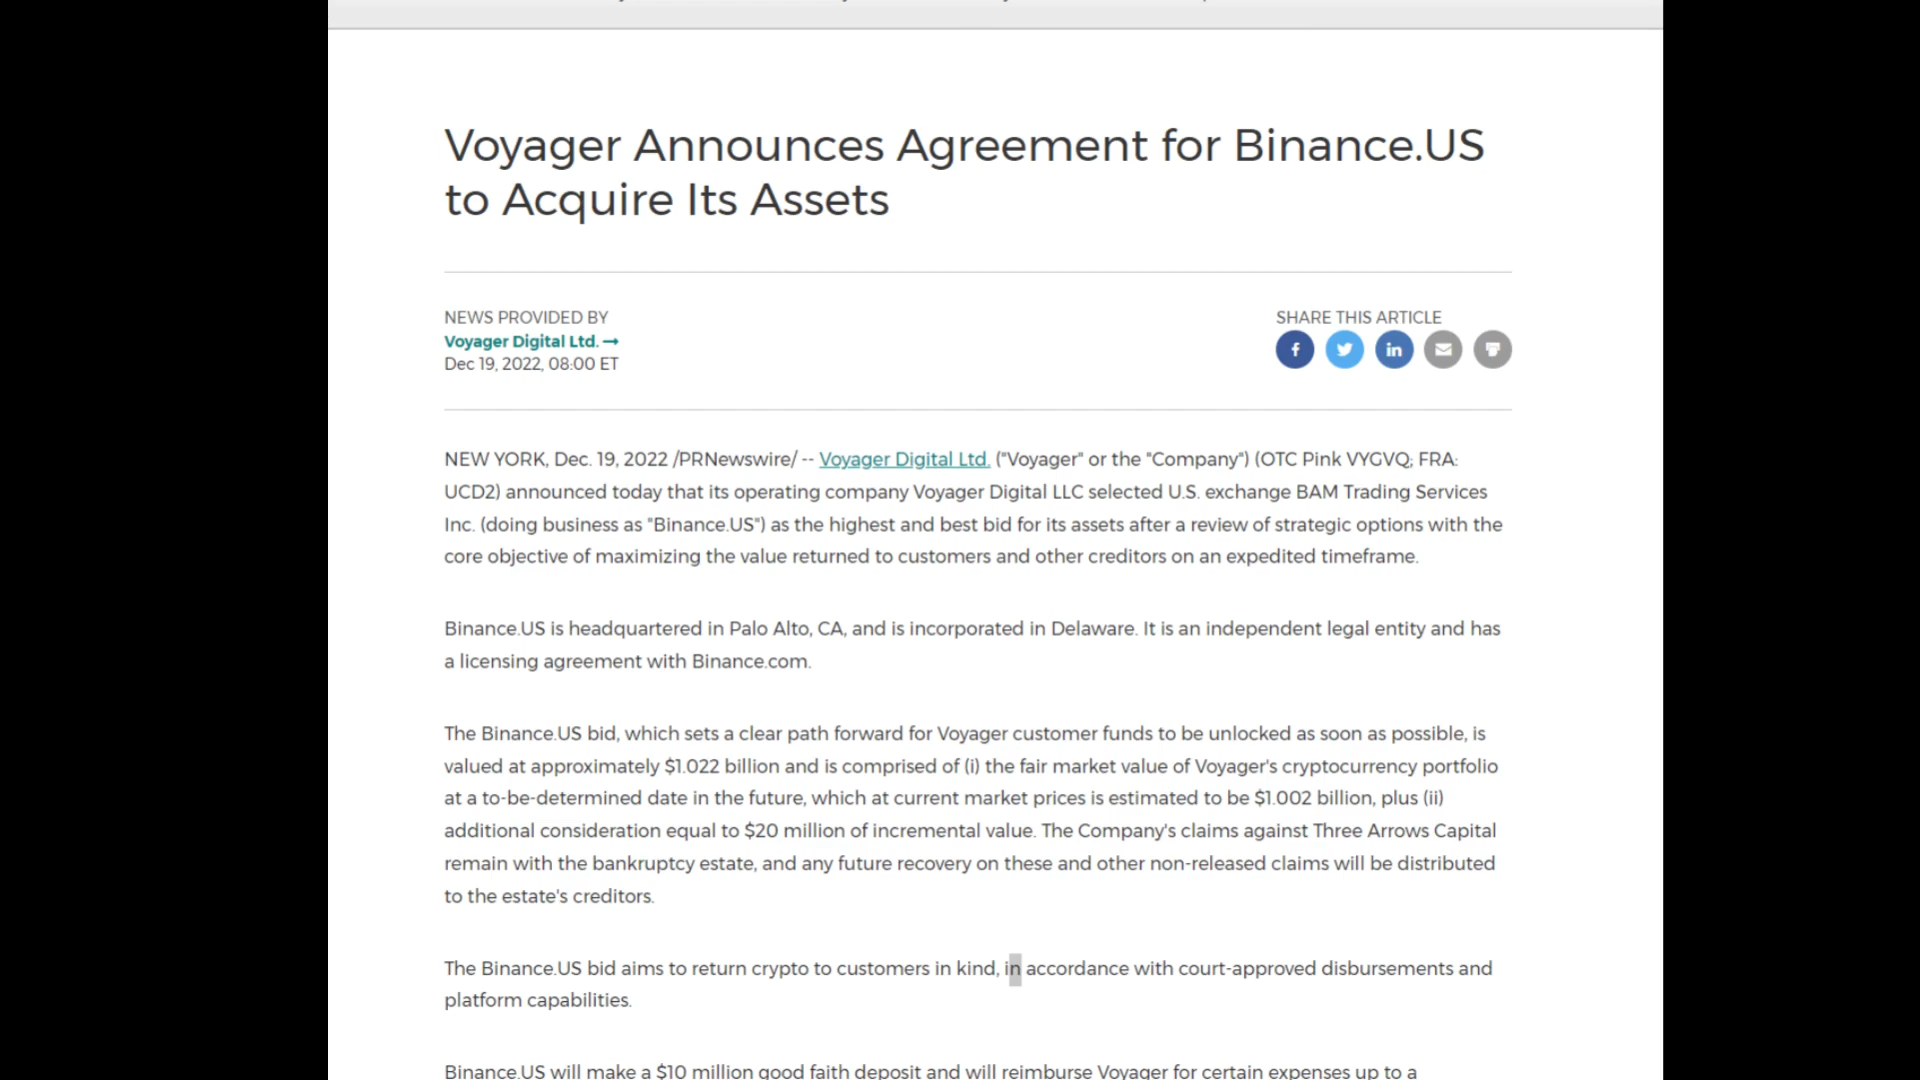 Voyager Announces Agreement for Binance.US
to Acquire Its Assets
NEWS PROVIDED BY
Voyager Digital Ltd. →
Dec 19, 2022, 08:00 ET
SHARE THIS ARTICLE
NEW YORK, Dec. 19, 2022 /PRNewswire/ -- Voyager Digital Ltd. ("Voyager" or the "Company") (OTC Pink VYGVQ; FRA:
UCD2) announced today that its operating company Voyager Digital LLC selected U.S. exchange BAM Trading Services
Inc. (doing business as "Binance.US") as the highest and best bid for its assets after a review of strategic options with the
core objective of maximizing the value returned to customers and other creditors on an expedited timeframe.
Binance.US is headquartered in Palo Alto, CA, and is incorporated in Delaware. It is an independent legal entity and has
a licensing agreement with Binance.com.
The Binance.US bid, which sets a clear path forward for Voyager customer funds to be unlocked as soon as possible, is
valued at approximately $1.022 billion and is comprised of (i) the fair market value of Voyager's cryptocurrency portfolio
at a to-be-determined date in the future, which at current market prices is estimated to be $1.002 billion, plus (ii)
additional consideration equal to $20 million of incremental value. The Company's claims against Three Arrows Capital
remain with the bankruptcy estate, and any future recovery on these and other non-released claims will be distributed
to the estate's creditors.
The Binance.US bid aims to return crypto to customers in kind, in accordance with court-approved disbursements and
platform capabilities.
Binance.US will make a $10 million good faith deposit and will reimburse Voyager for certain expenses up to a